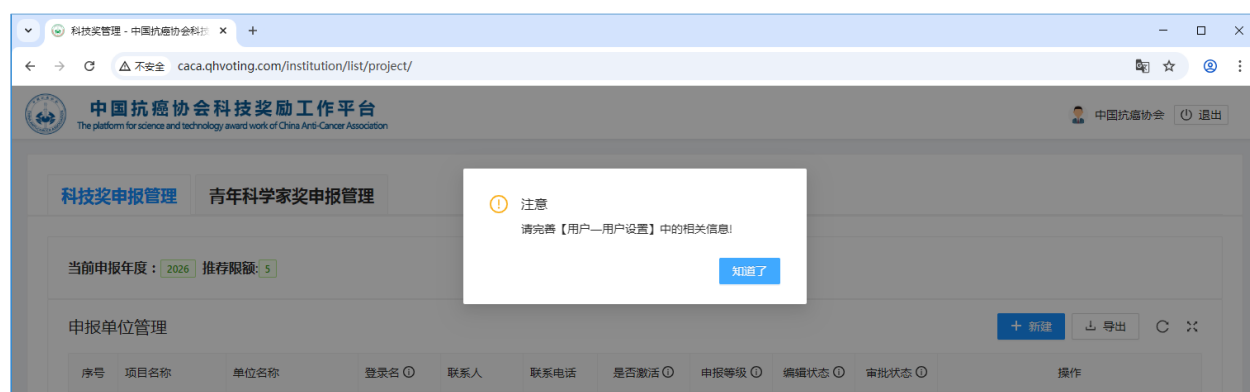 科技奖管理 - 中国抗癌协会科技
不安全 caca.qhvoting.com/institution/list/project/
中国抗癌协会科技奖励工作平台
The platform for science and technology award work of China Anti-Cancer Association
中国抗癌协会 退出
科技奖申报管理 青年科学家奖申报管理
注意
请完善【用户—用户设置】中的相关信息!
知道了
当前申报年度： 2026 推荐限额: 5
申报单位管理
+ 新建 导出
序号 项目名称 单位名称 登录名 联系人 联系电话 是否激活 申报等级 编辑状态 审批状态 操作